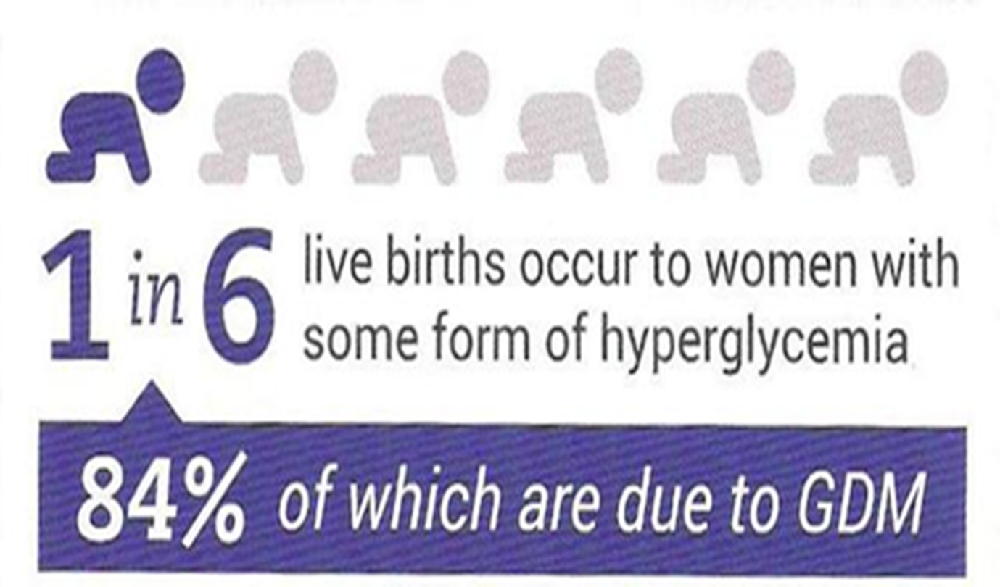 1 in 6 live births occur to women with
some form of hyperglycemia
84% of which are due to GDM